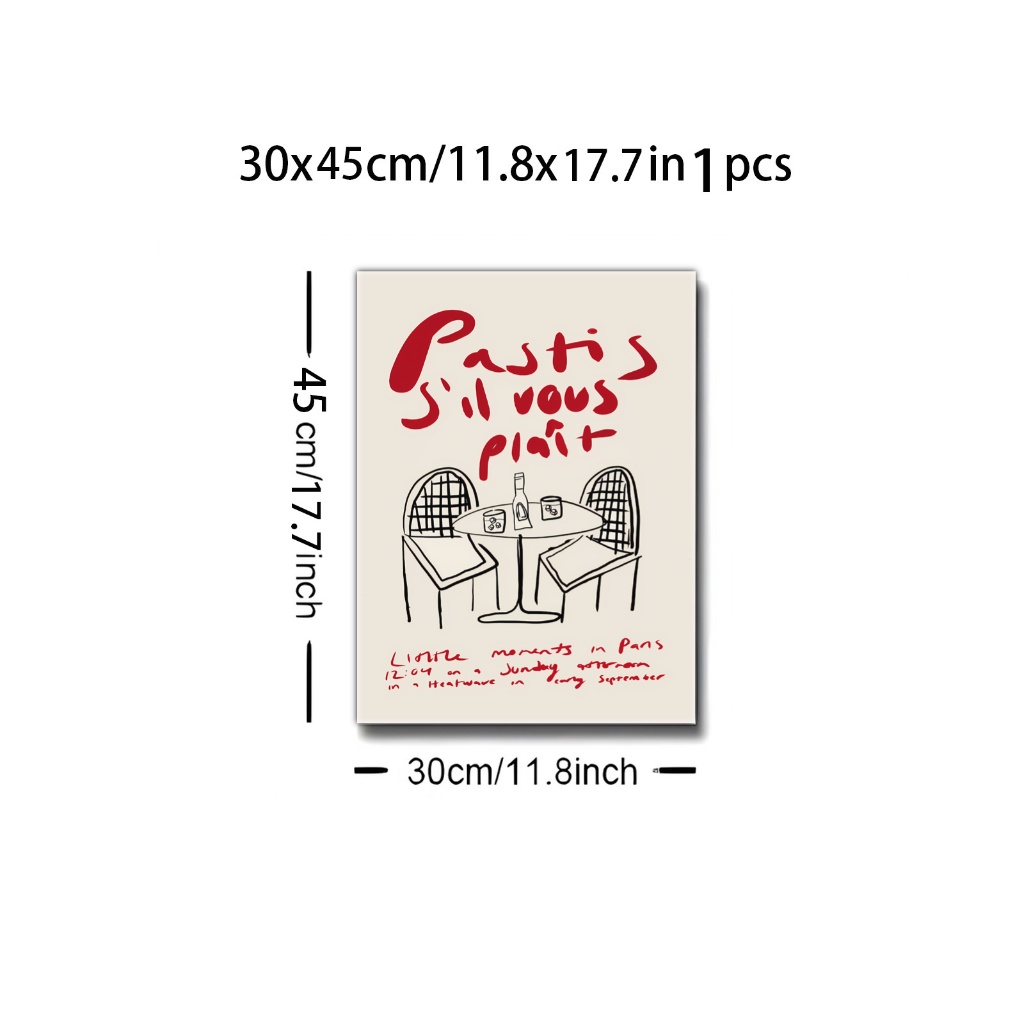 30x45cm/11.8x17.7in 1 pcs
Pastis
s'il vous
plaît
45 cm/17.7inch
Little moments in Paris
12:04 on a Sunday afternoon
in a Heatwave in early September
30cm/11.8inch